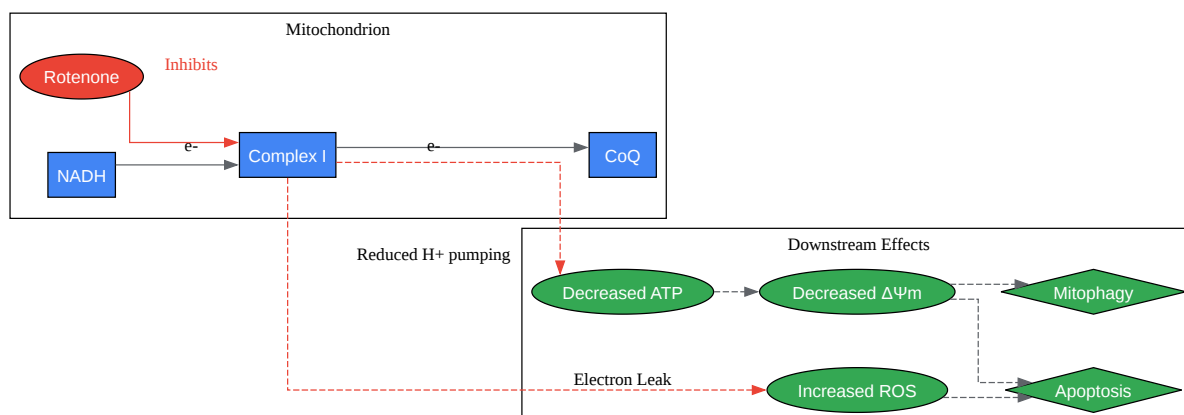 Mitochondrion
Rotenone
Inhibits
e-
Complex I
e-
CoQ
NADH
Reduced H+ pumping
Downstream Effects
Decreased ATP
Decreased ΔΨm
Mitophagy
Electron Leak
Increased ROS
Apoptosis